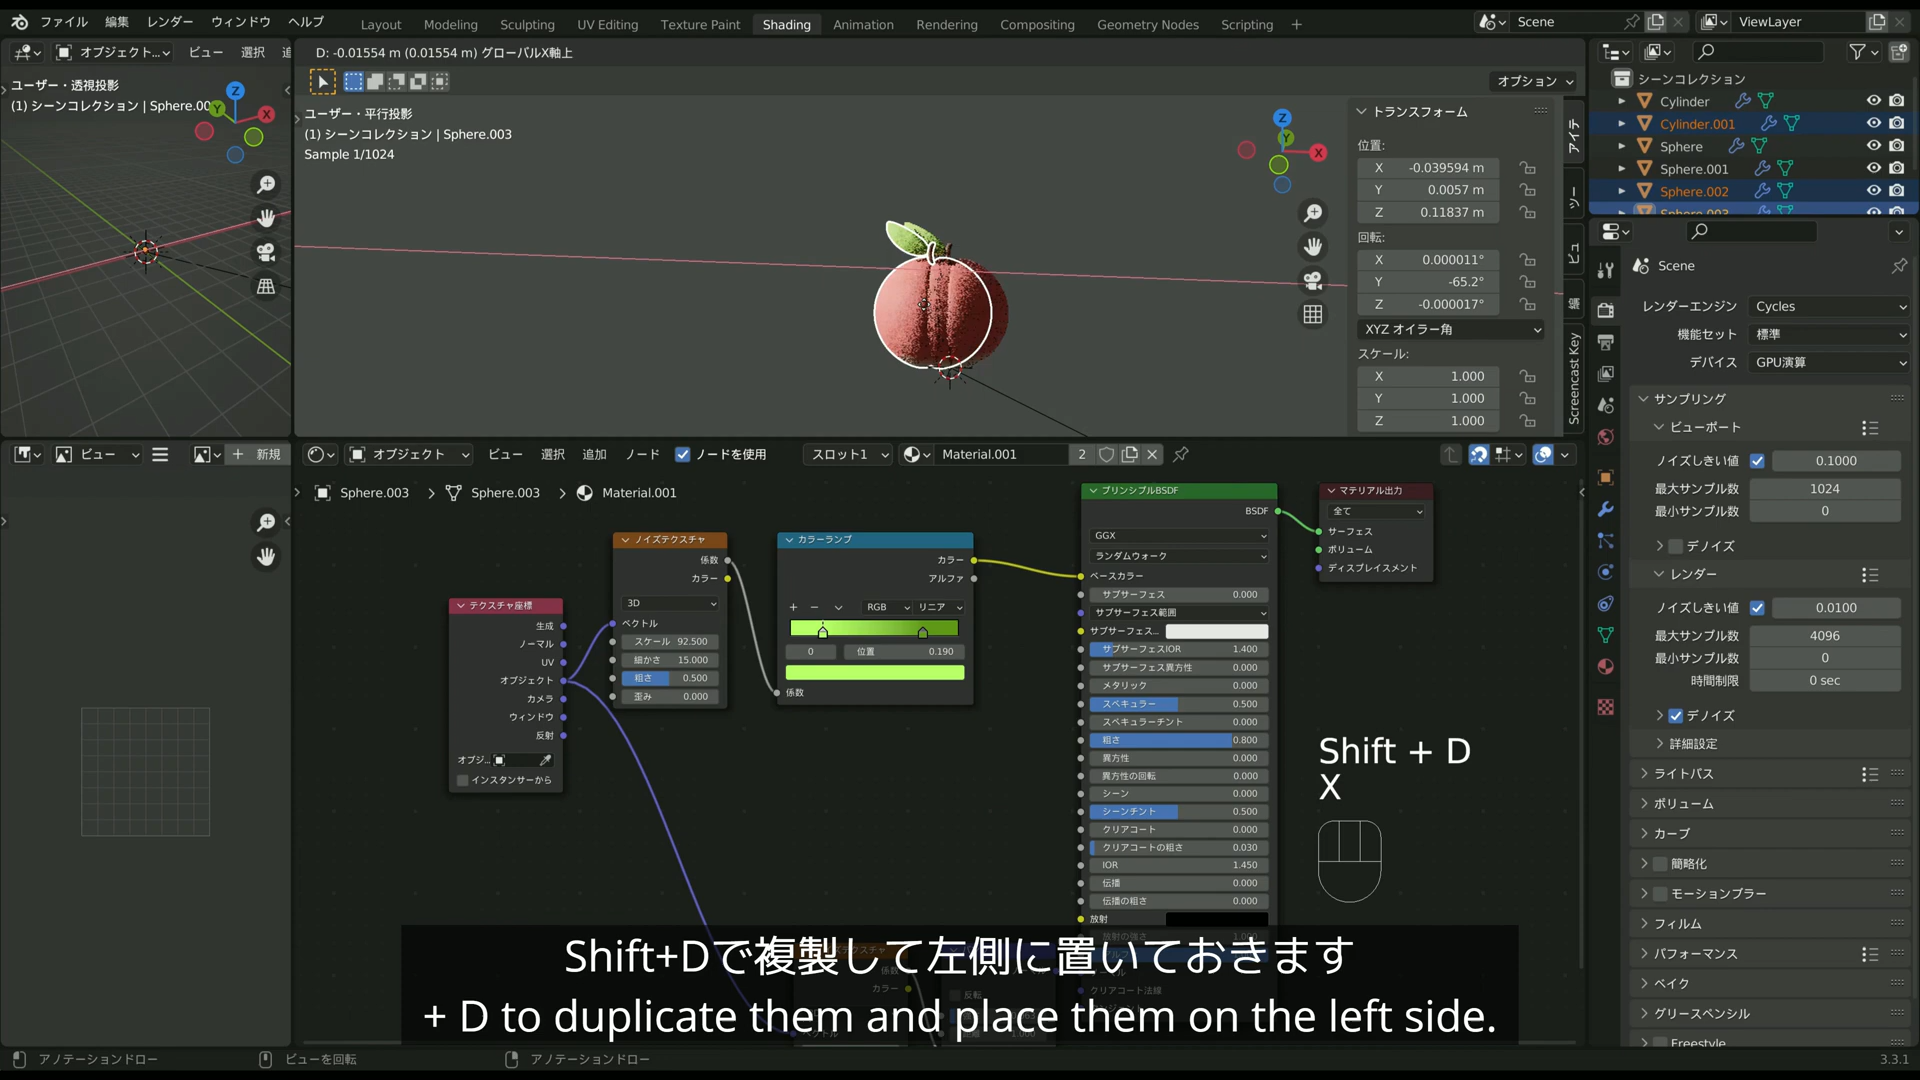 ファイル 編集 レンダー ウィンドウ ヘルプ Layout Modeling Sculpting UV Editing Texture Paint Shading Animation Rendering Compositing Geometry Nodes Scripting + Scene ViewLayer
オブジェクト... ビュー 選択 追
D: -0.01554 m (0.01554 m) グローバルX軸上
オプション
ユーザー・透視投影
(1) シーンコレクション | Sphere.00
ユーザー・平行投影
(1) シーンコレクション | Sphere.003
Sample 1/1024
Z
Y
X
Z
Y
X
トランスフォーム
位置:
X -0.039594 m
Y 0.0057 m
Z 0.11837 m
回転:
X 0.000011°
Y -65.2°
Z -0.000017°
XYZ オイラー角
スケール:
X 1.000
Y 1.000
Z 1.000
アイテ
ツー
ビュ
Screencast Key
シーンコレクション
Cylinder
Cylinder.001
Sphere
Sphere.001
Sphere.002
Sphere.003
Scene
レンダーエンジン Cycles
機能セット 標準
デバイス GPU演算
サンプリング
ビューポート
ノイズしきい値 0.1000
最大サンプル数 1024
最小サンプル数 0
デノイズ
レンダー
ノイズしきい値 0.0100
最大サンプル数 4096
最小サンプル数 0
時間制限 0 sec
デノイズ
詳細設定
ライトパス
ボリューム
カーブ
簡略化
モーションブラー
フィルム
パフォーマンス
ベイク
グリースペンシル
Freestyle
ビュー + 新規
オブジェクト ビュー 選択 追加 ノード ノードを使用 スロット1 Material.001 2
Sphere.003 > Sphere.003 > Material.001
テクスチャ座標
生成
ノーマル
UV
オブジェクト
カメラ
ウィンドウ
反射
オブジ...
インスタンサーから
ノイズテクスチャ
係数
カラー
3D
ベクトル
スケール 92.500
細かさ 15.000
粗さ 0.500
歪み 0.000
カラーランプ
カラー
アルファ
+ − RGB リニア
0 位置 0.190
係数
プリンシプルBSDF
BSDF
GGX
ランダムウォーク
ベースカラー
サブサーフェス 0.000
サブサーフェス範囲
サブサーフェス...
サブサーフェスIOR 1.400
サブサーフェス異方性 0.000
メタリック 0.000
スペキュラー 0.500
スペキュラーチント 0.000
粗さ 0.800
異方性 0.000
異方性の回転 0.000
シーン 0.000
シーンチント 0.500
クリアコート 0.000
クリアコートの粗さ 0.030
IOR 1.450
伝播 0.000
伝播の粗さ 0.000
放射
放射の強さ 1.000
クリアコート法線
マテリアル出力
全て
サーフェス
ボリューム
ディスプレイスメント
係数
カラー
反転
Shift + D
X
Shift+Dで複製して左側に置いておきます
+ D to duplicate them and place them on the left side.
アノテーションドロー ビューを回転 アノテーションドロー 3.3.1